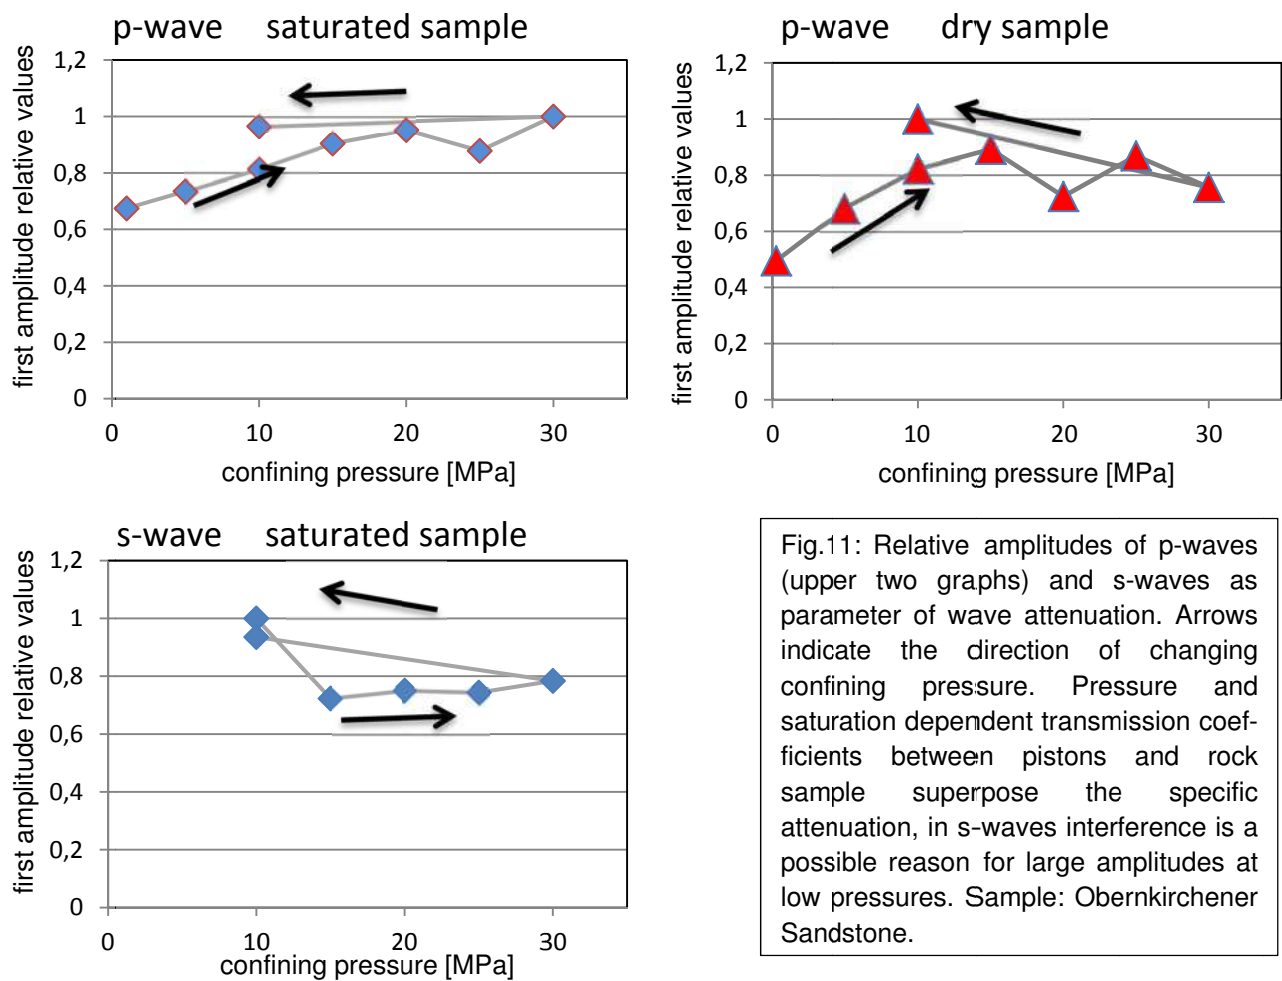 p-wave saturated sample
first amplitude relative values
1,2
1
0,8
0,6
0,4
0,2
0
0 10 20 30
confining pressure [MPa]
p-wave dry sample
first amplitude relative values
1,2
1
0,8
0,6
0,4
0,2
0
0 10 20 30
confining pressure [MPa]
s-wave saturated sample
first amplitude relative values
1,2
1
0,8
0,6
0,4
0,2
0
0 10 20 30
confining pressure [MPa]
Fig.11: Relative amplitudes of p-waves
(upper two graphs) and s-waves as
parameter of wave attenuation. Arrows
indicate the direction of changing
confining pressure. Pressure and
saturation dependent transmission coef-
ficients between pistons and rock
sample superpose the specific
attenuation, in s-waves interference is a
possible reason for large amplitudes at
low pressures. Sample: Obernkirchener
Sandstone.